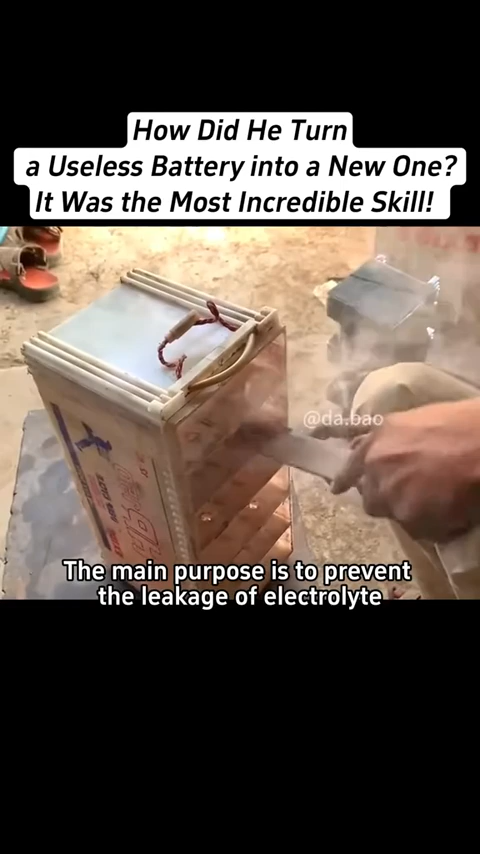 How Did He Turn
a Useless Battery into a New One?
It Was the Most Incredible Skill!
@da.bao
The main purpose is to prevent
the leakage of electrolyte